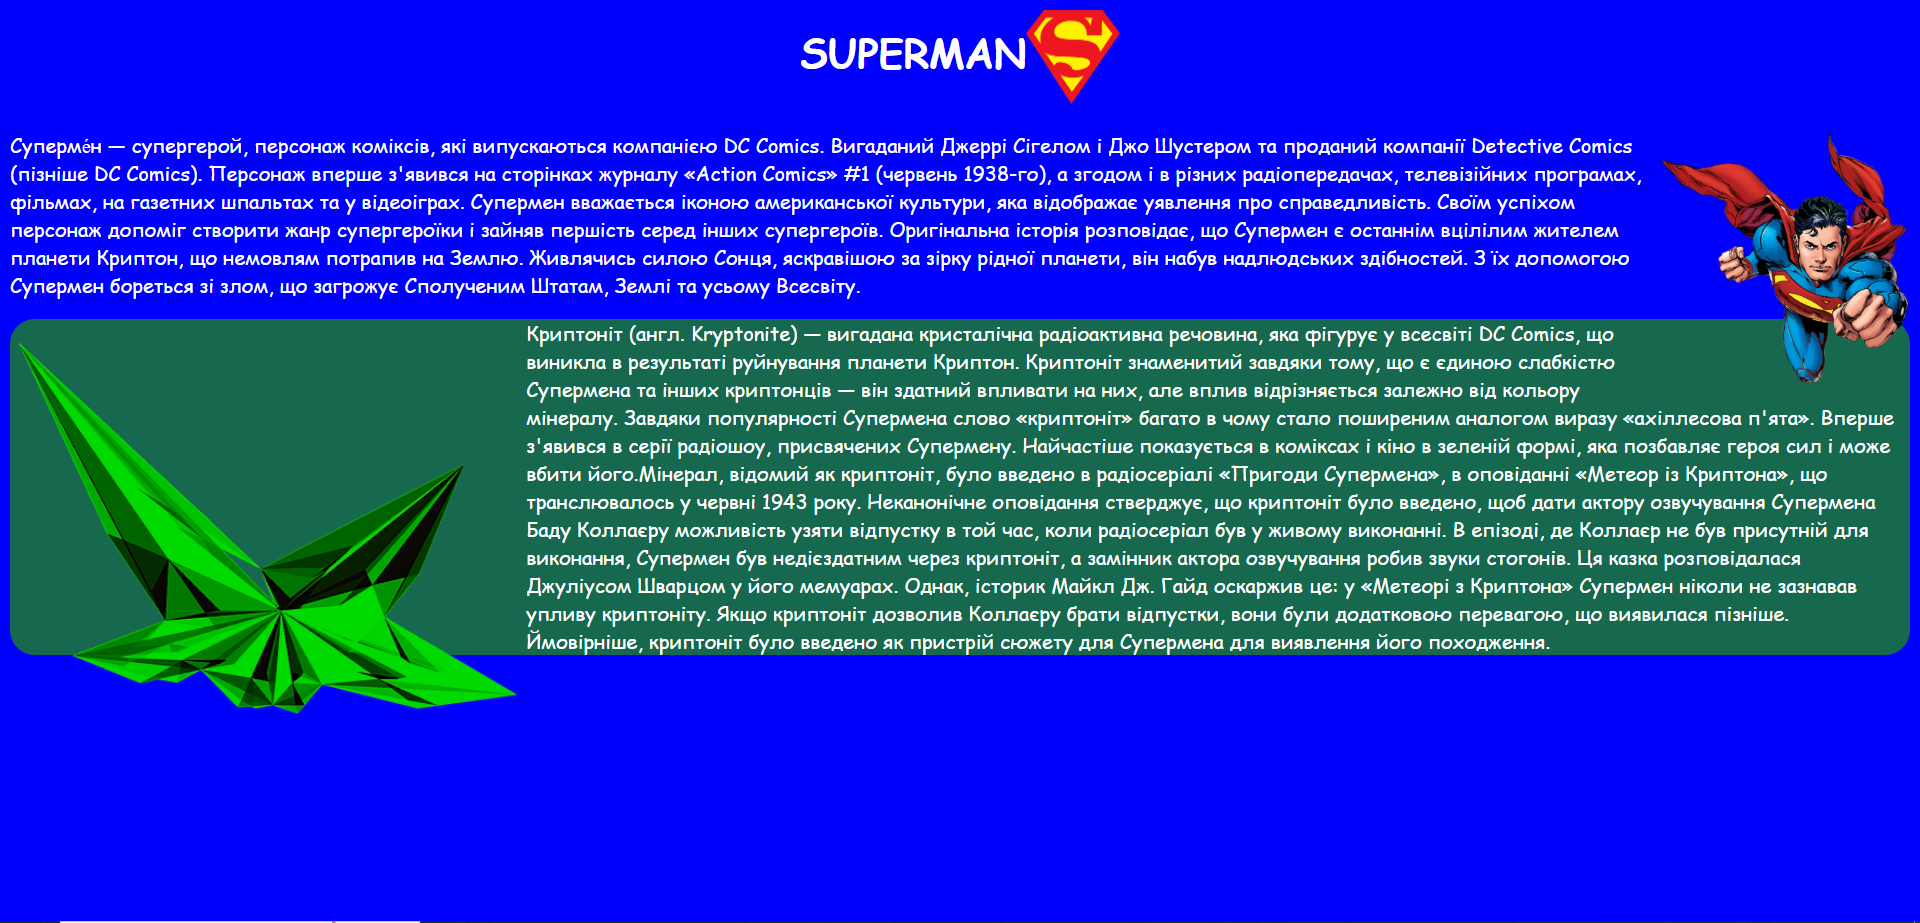 SUPERMAN
Суперме́н — супергерой, персонаж коміксів, які випускаються компанією DC Comics. Вигаданий Джеррі Сігелом і Джо Шустером та проданий компанії Detective Comics
(пізніше DC Comics). Персонаж вперше з'явився на сторінках журналу «Action Comics» #1 (червень 1938-го), а згодом і в різних радіопередачах, телевізійних програмах,
фільмах, на газетних шпальтах та у відеоіграх. Супермен вважається іконою американської культури, яка відображає уявлення про справедливість. Своїм успіхом
персонаж допоміг створити жанр супергероїки і зайняв першість серед інших супергероїв. Оригінальна історія розповідає, що Супермен є останнім вцілілим жителем
планети Криптон, що немовлям потрапив на Землю. Живлячись силою Сонця, яскравішою за зірку рідної планети, він набув надлюдських здібностей. З їх допомогою
Супермен бореться зі злом, що загрожує Сполученим Штатам, Землі та усьому Всесвіту.
Криптоніт (англ. Kryptonite) — вигадана кристалічна радіоактивна речовина, яка фігурує у всесвіті DC Comics, що
виникла в результаті руйнування планети Криптон. Криптоніт знаменитий завдяки тому, що є єдиною слабкістю
Супермена та інших криптонців — він здатний впливати на них, але вплив відрізняється залежно від кольору
мінералу. Завдяки популярності Супермена слово «криптоніт» багато в чому стало поширеним аналогом виразу «ахіллесова п'ята». Вперше
з'явився в серії радіошоу, присвячених Супермену. Найчастіше показується в коміксах і кіно в зеленій формі, яка позбавляє героя сил і може
вбити його.Мінерал, відомий як криптоніт, було введено в радіосеріалі «Пригоди Супермена», в оповіданні «Метеор із Криптона», що
транслювалось у червні 1943 року. Неканонічне оповідання стверджує, що криптоніт було введено, щоб дати актору озвучування Супермена
Баду Коллаєру можливість узяти відпустку в той час, коли радіосеріал був у живому виконанні. В епізоді, де Коллаєр не був присутній для
виконання, Супермен був недієздатним через криптоніт, а замінник актора озвучування робив звуки стогонів. Ця казка розповідалася
Джуліусом Шварцом у його мемуарах. Однак, історик Майкл Дж. Гайд оскаржив це: у «Метеорі з Криптона» Супермен ніколи не зазнавав
упливу криптоніту. Якщо криптоніт дозволив Коллаєру брати відпустки, вони були додатковою перевагою, що виявилася пізніше.
Ймовірніше, криптоніт було введено як пристрій сюжету для Супермена для виявлення його походження.